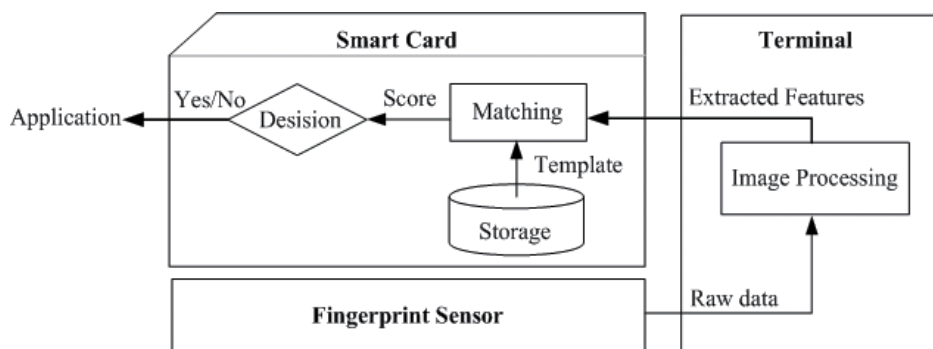 Smart Card
Terminal
Yes/No
Score
Extracted Features
Application
Desision
Matching
Template
Image Processing
Storage
Raw data
Fingerprint Sensor